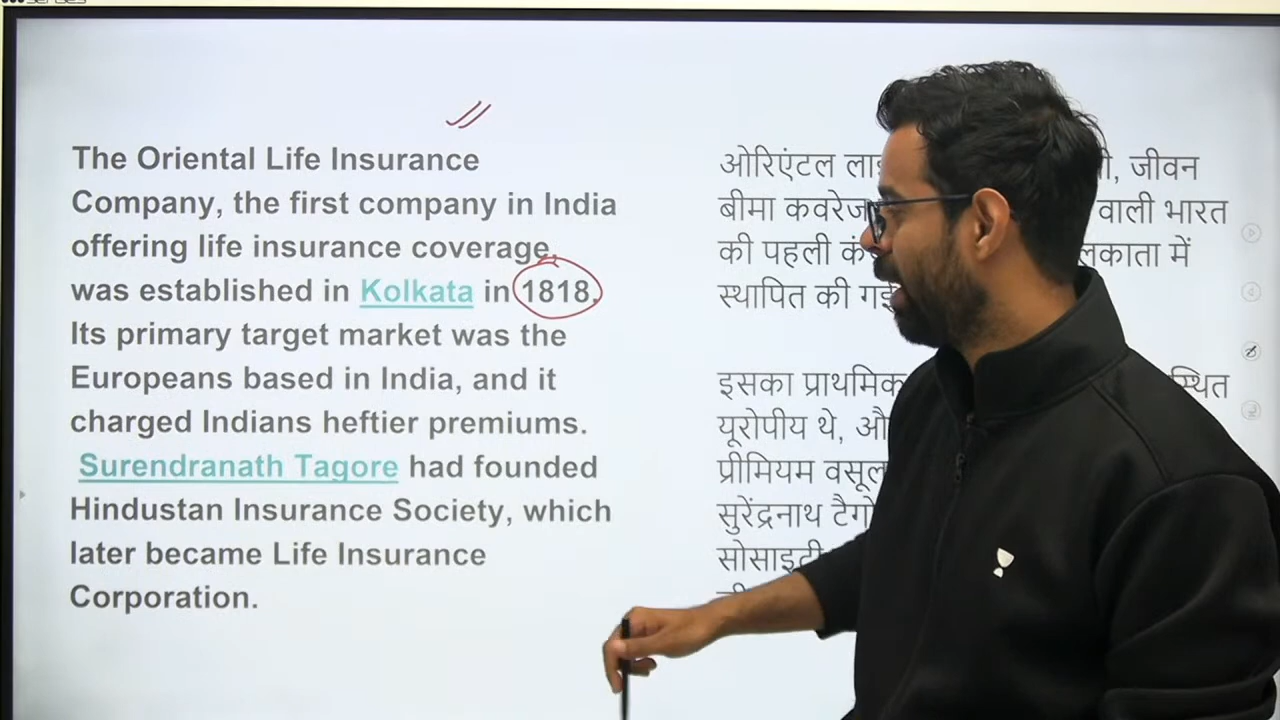 The Oriental Life Insurance
Company, the first company in India
offering life insurance coverage,
was established in Kolkata in 1818.
Its primary target market was the
Europeans based in India, and it
charged Indians heftier premiums.
Surendranath Tagore had founded
Hindustan Insurance Society, which
later became Life Insurance
Corporation.
ओरिएंटल जीवन
बीमा कवरेज वाली भारत
की पहली में
स्थापित की
इसका प्राथमिक
यूरोपीय थे,
प्रीमियम
सुरेंद्रनाथ
सोसाइटी